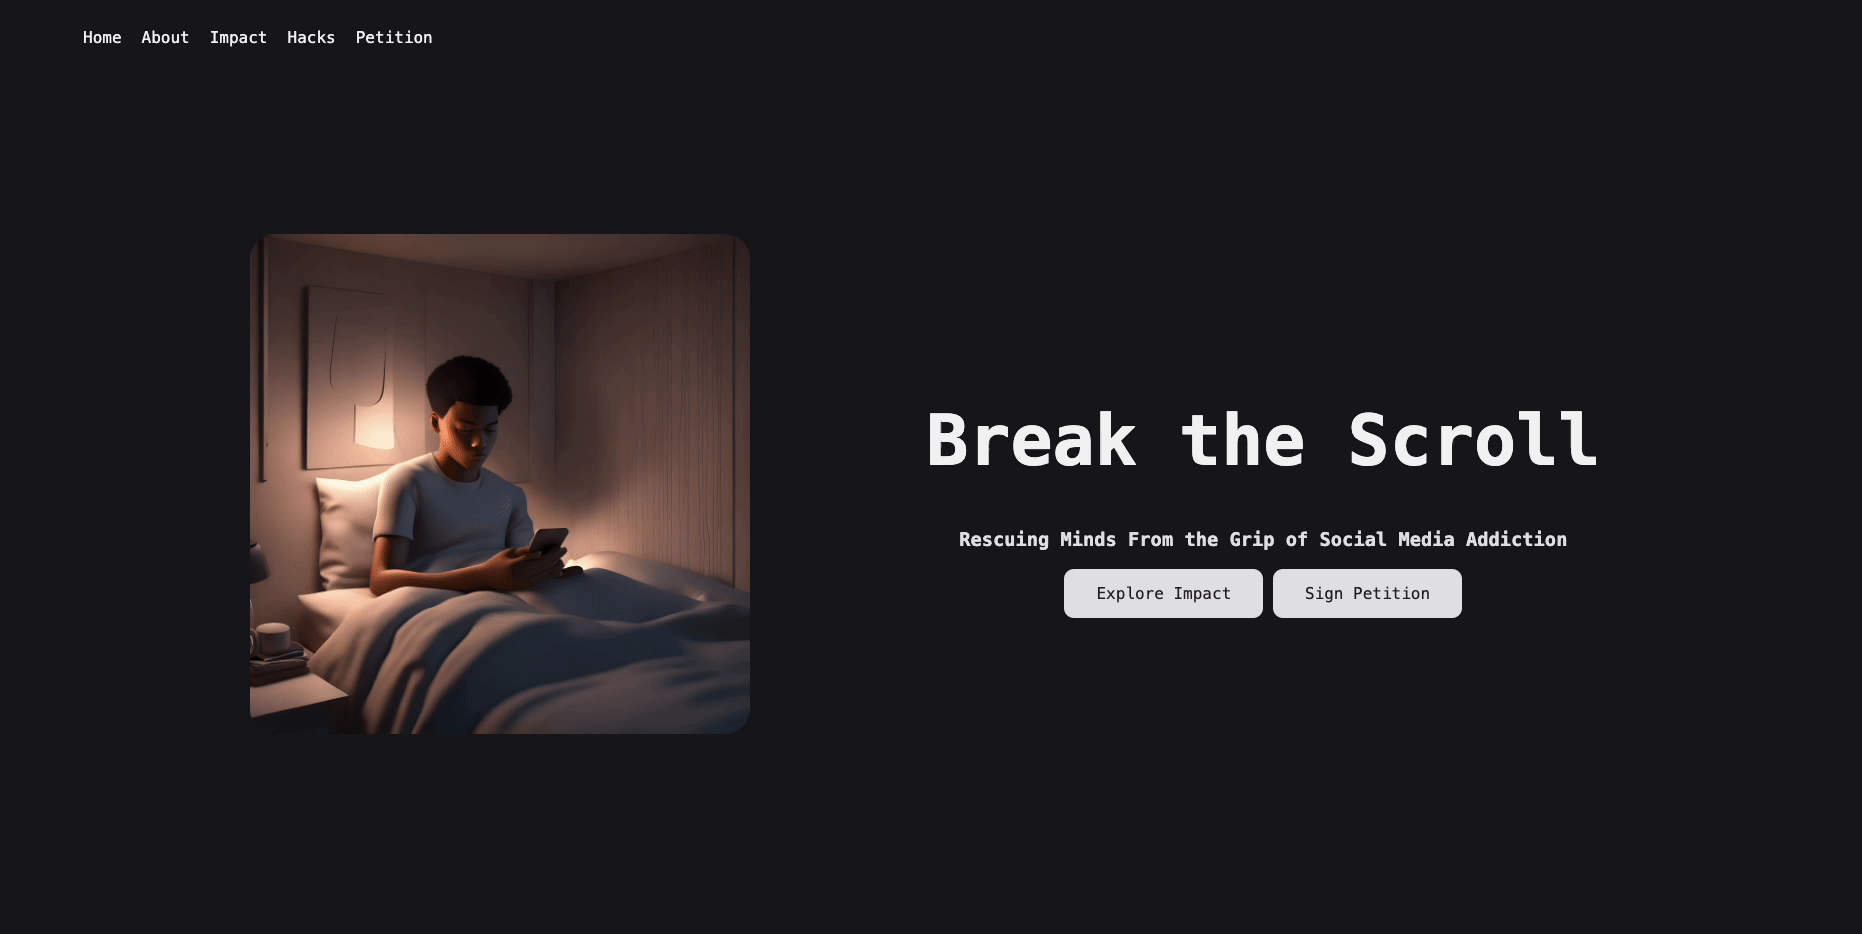 Home About Impact Hacks Petition
Break the Scroll
Rescuing Minds From the Grip of Social Media Addiction
Explore Impact Sign Petition